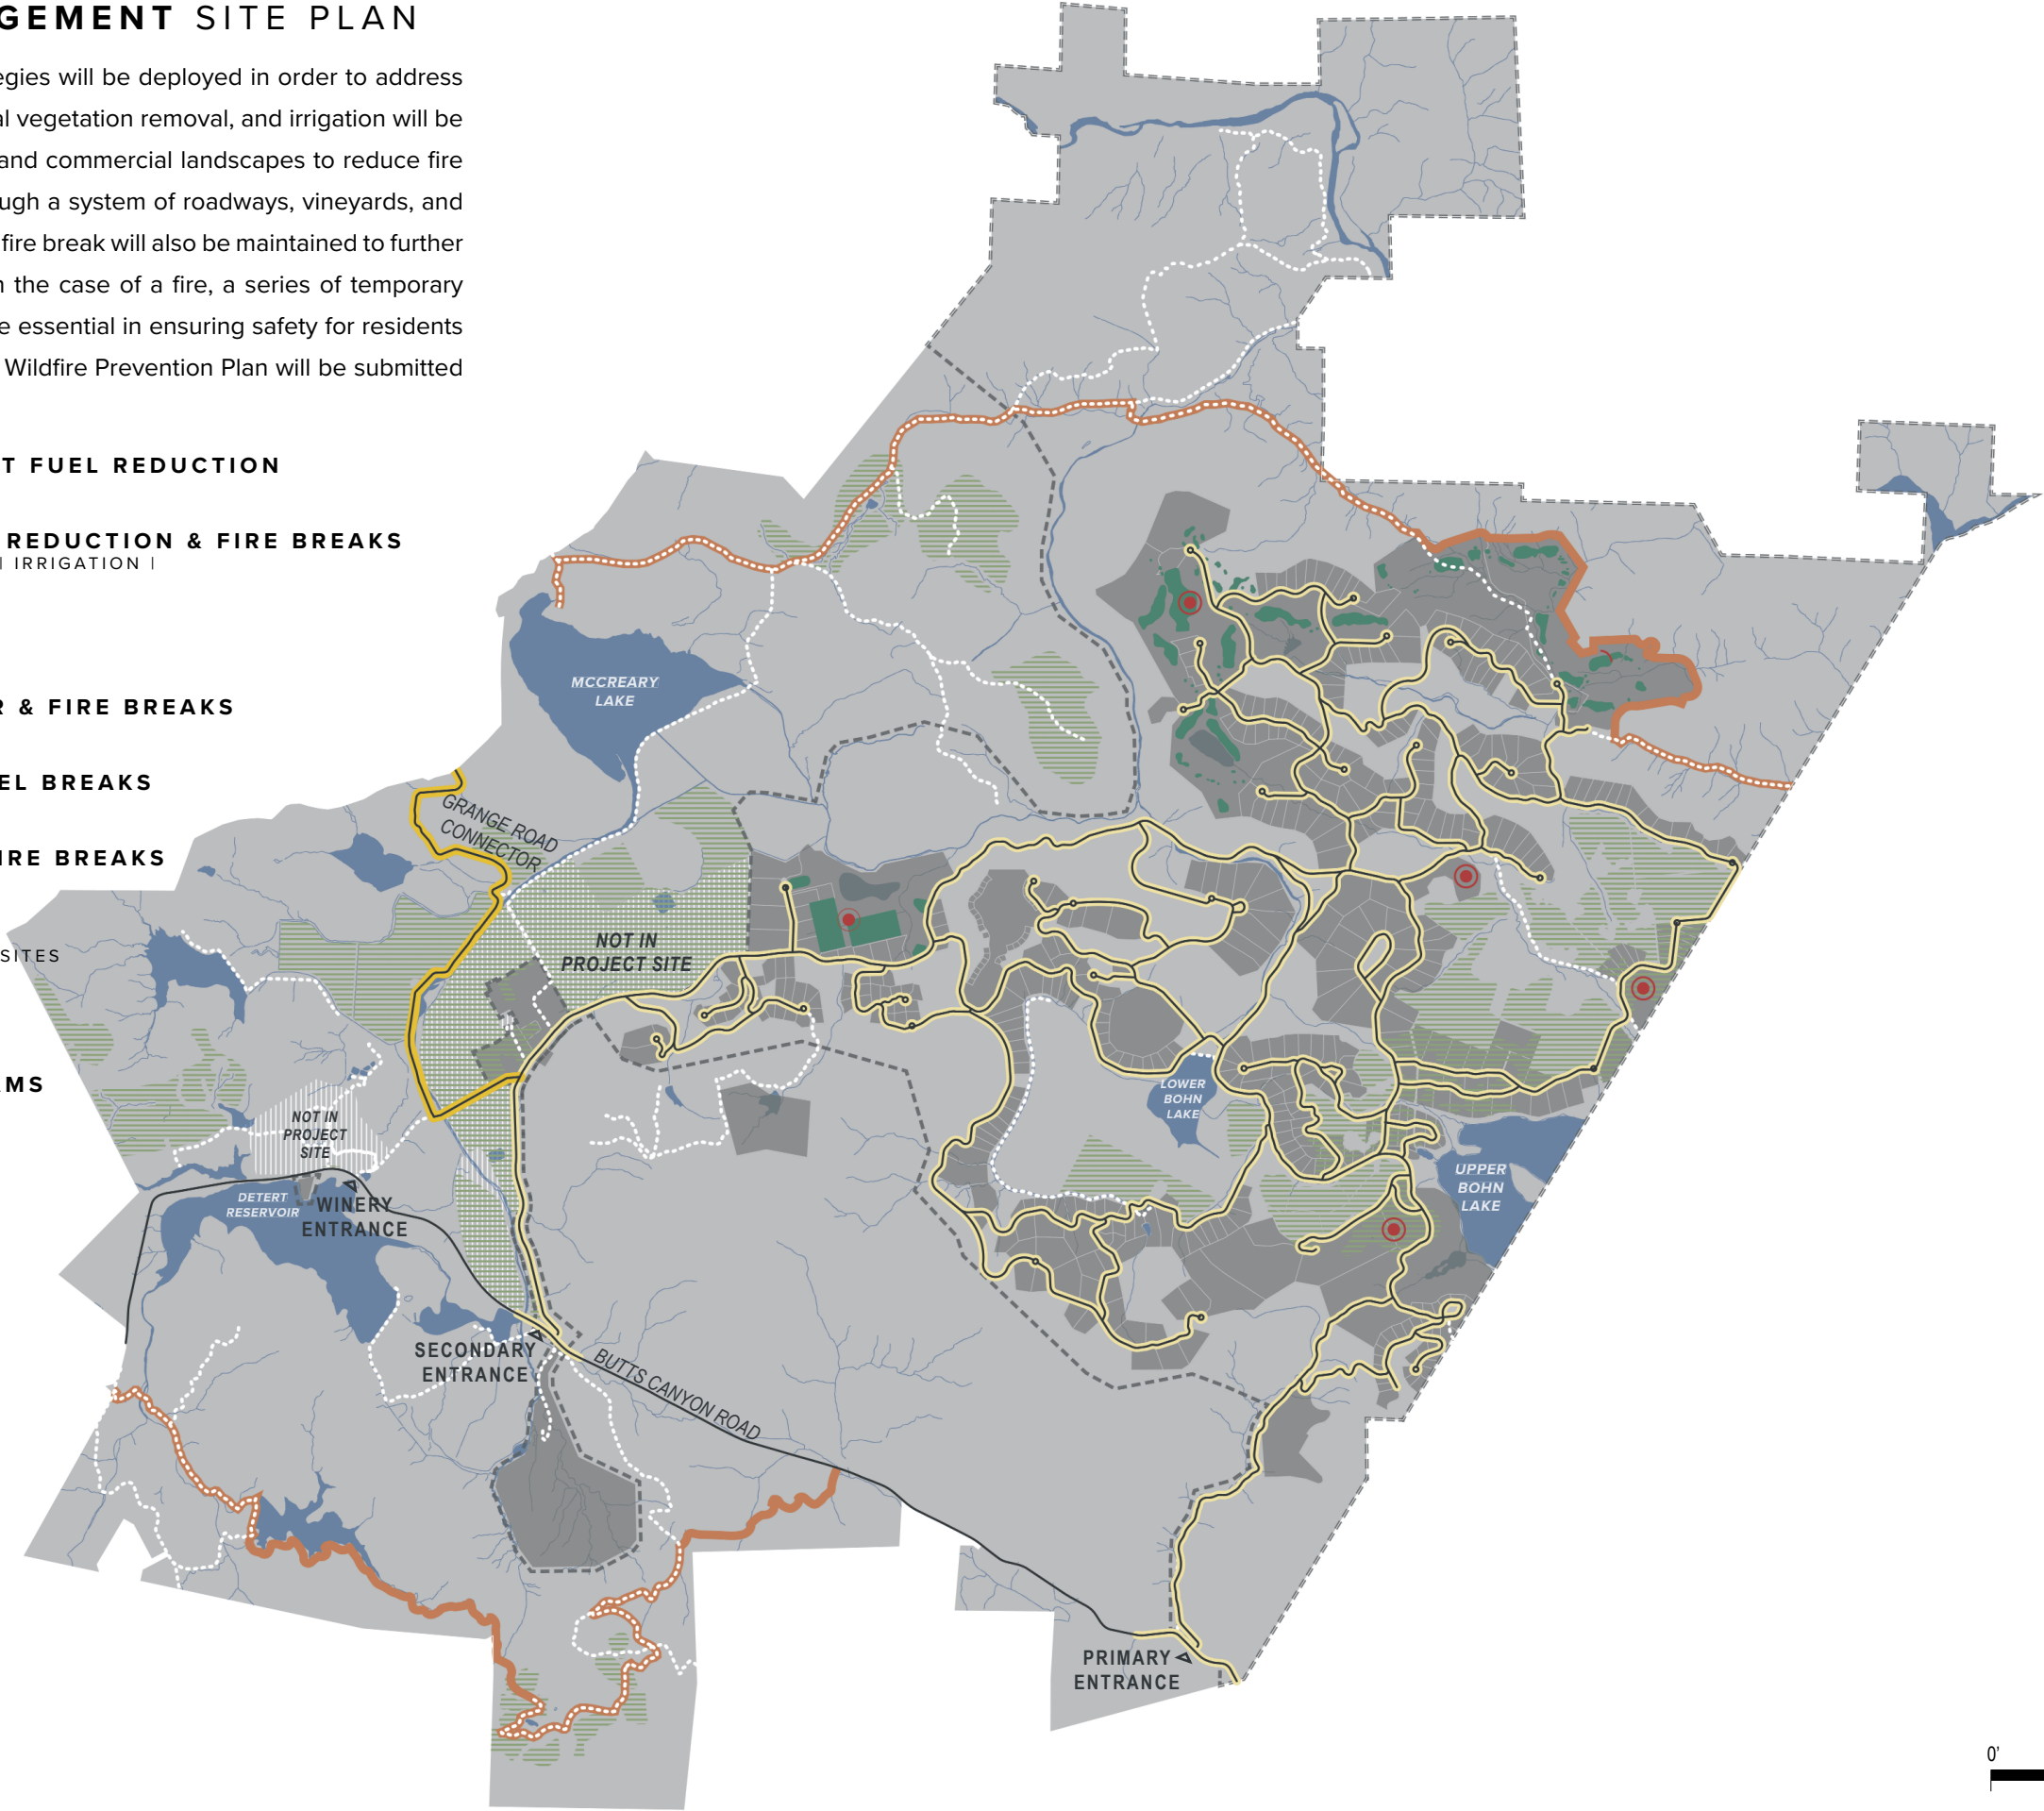 GEMENT SITE PLAN
egies will be deployed in order to address
al vegetation removal, and irrigation will be
and commercial landscapes to reduce fire
ugh a system of roadways, vineyards, and
fire break will also be maintained to further
n the case of a fire, a series of temporary
e essential in ensuring safety for residents
Wildfire Prevention Plan will be submitted
T FUEL REDUCTION
REDUCTION & FIRE BREAKS
| IRRIGATION |
R & FIRE BREAKS
EL BREAKS
IRE BREAKS
SITES
AMS
MCCREARY
LAKE
GRANGE ROAD
CONNECTOR
NOT IN
PROJECT SITE
NOT IN
PROJECT
SITE
DETERT
RESERVOIR
WINERY
ENTRANCE
LOWER
BOHN
LAKE
UPPER
BOHN
LAKE
SECONDARY
ENTRANCE
BUTTS CANYON ROAD
PRIMARY
ENTRANCE
0'